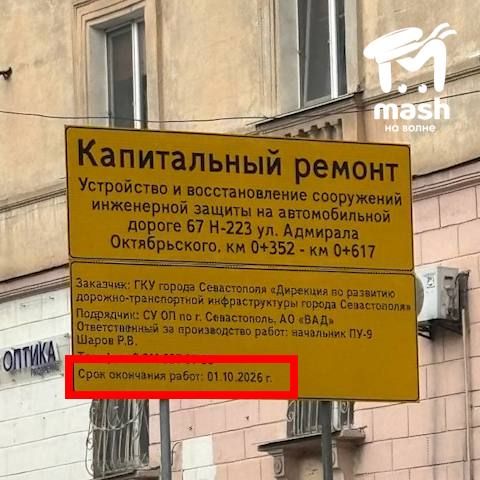 mash
на волне
Капитальный ремонт
Устройство и восстановление сооружений
инженерной защиты на автомобильной
дороге 67 Н-223 ул. Адмирала
Октябрьского, км 0+352 - км 0+617
Заказчик: ГКУ города Севастополя «Дирекция по развитию
дорожно-транспортной инфраструктуры города Севастополя»
Подрядчик: СУ ОП по г. Севастополь, АО «ВАД»
Ответственный за производство работ: начальник ПУ-9
Шаров Р.В.
Срок окончания работ: 01.10.2026 г.
ОПТИКА